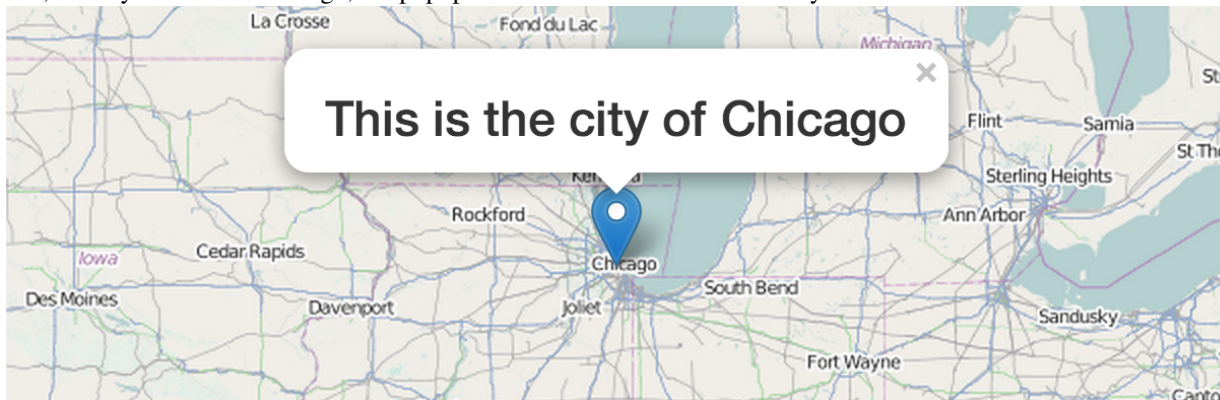 La Crosse
Fond du Lac
Michigan
×
This is the city of Chicago
Flint
Sarnia
Sterling Heights
Rockford
Ann Arbor
Cedar Rapids
Iowa
Chicago
South Bend
Des Moines
Davenport
Joliet
Sandusky
Fort Wayne